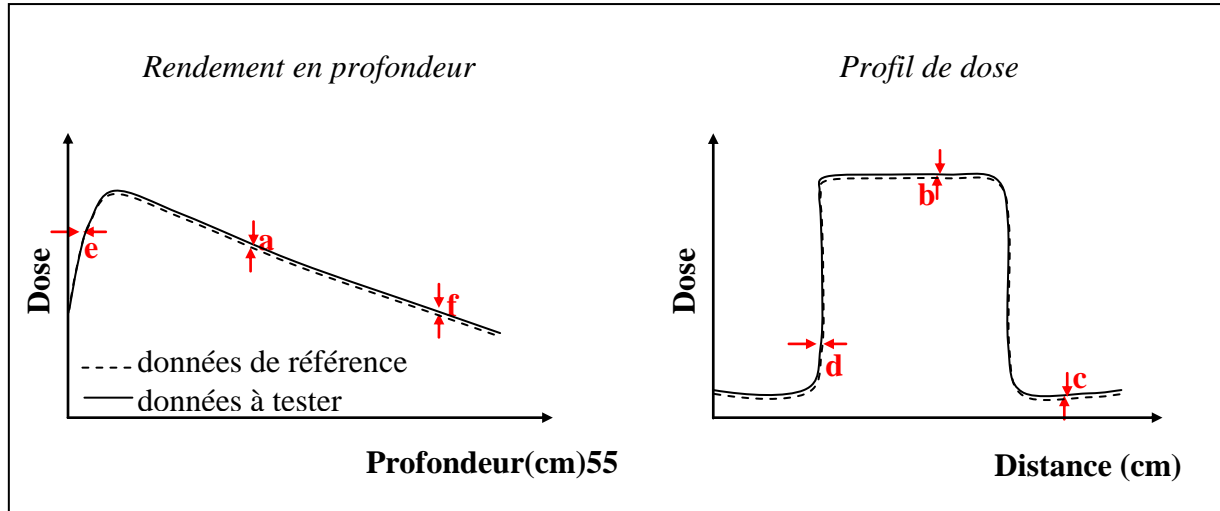 Rendement en profondeur
Dose
e
a
f
données de référence
données à tester
Profondeur(cm)55
Profil de dose
Dose
b
d
c
Distance (cm)